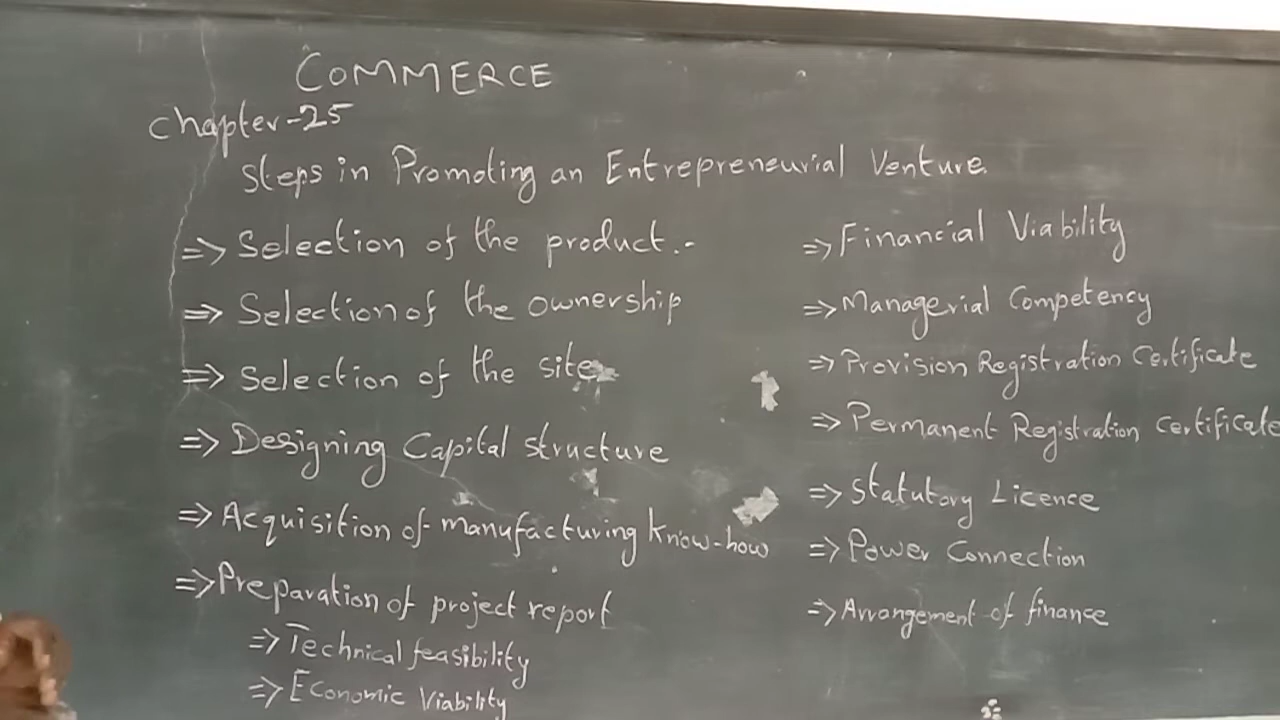 COMMERCE
Chapter-25
Steps in Promoting an Entrepreneurial Venture.
=> Selection of the product.-
=> Selection of the ownership
=> Selection of the site
=> Designing Capital structure
=> Acquisition of manufacturing know-how
=> Preparation of project report
=> Technical feasibility
=> Economic Viability
=> Financial Viability
=> Managerial Competency
=> Provision Registration Certificate
=> Permanent Registration Certificate
=> Statutory Licence
=> Power Connection
=> Arrangement of finance